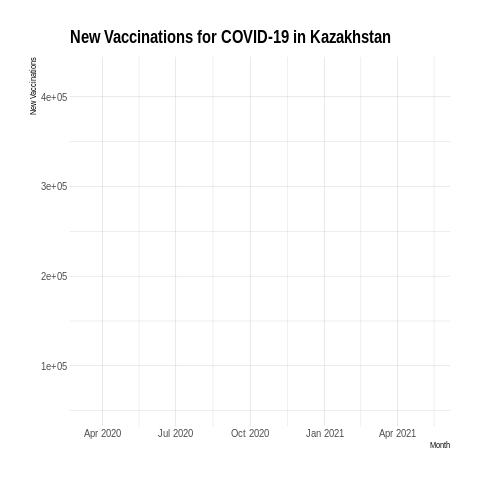 New Vaccinations for COVID-19 in Kazakhstan
New Vaccinations
4e+05
3e+05
2e+05
1e+05
Apr 2020 Jul 2020 Oct 2020 Jan 2021 Apr 2021
Month